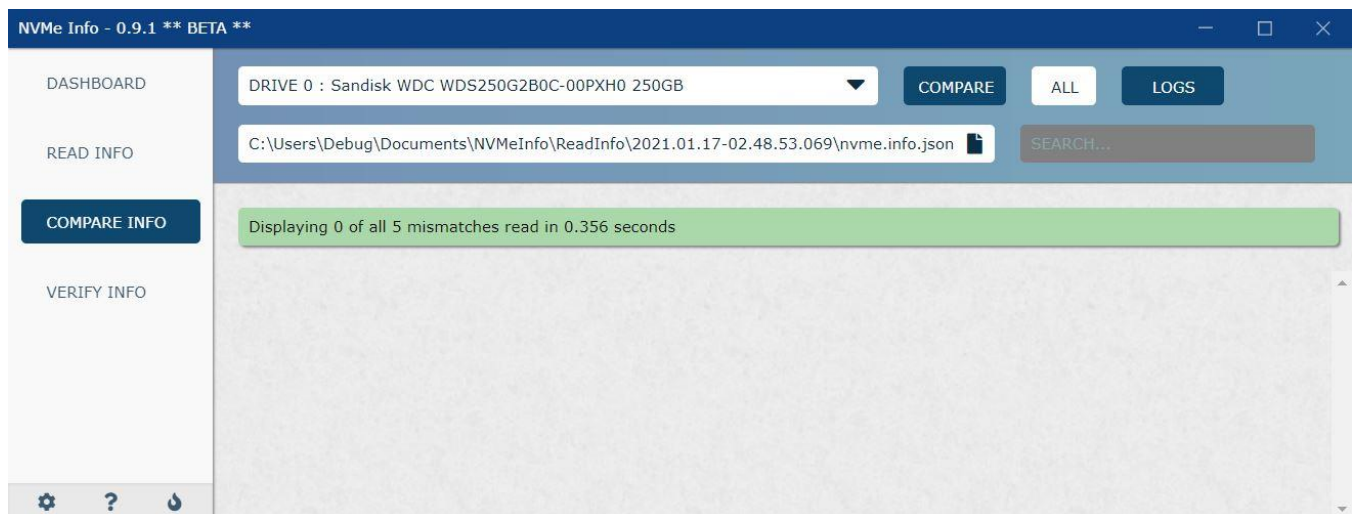 NVMe Info - 0.9.1 ** BETA **
DASHBOARD
READ INFO
COMPARE INFO
VERIFY INFO
DRIVE 0 : Sandisk WDC WDS250G2B0C-00PXH0 250GB
COMPARE
ALL
LOGS
C:\Users\Debug\Documents\NVMeInfo\ReadInfo\2021.01.17-02.48.53.069\nvme.info.json
SEARCH...
Displaying 0 of all 5 mismatches read in 0.356 seconds
?